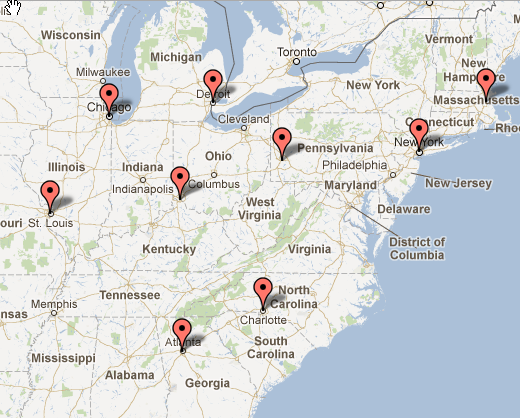 Toronto
Wisconsin
Vermont
Michigan
New
Hampshire
Milwaukee
New York
Detroit
Massachusetts
Chicago
Cleveland
Connecticut
Rho
New York
Pennsylvania
Ohio
Illinois
Indiana
Philadelphia
Indianapolis
Columbus
Maryland
New Jersey
West
Virginia
Delaware
ouri
St. Louis
District of
Columbia
Kentucky
Virginia
Tennessee
North
Carolina
Memphis
nsas
Charlotte
Atlanta
South
Carolina
Mississippi
Alabama
Georgia